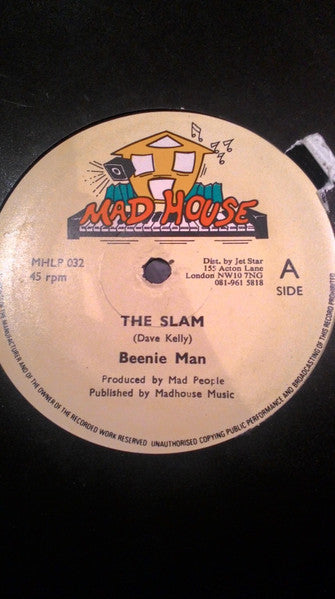 MAD HOUSE
MHLP 032
45 rpm
Dist. by Jet Star
155 Acton Lane
London NW10 7NG
081-961 5818
A
SIDE
THE SLAM
(Dave Kelly)
Beenie Man
Produced by Mad People
Published by Madhouse Music
MANUFACTURER AND OF THE OWNER OF THE RECORDED WORK RESERVED UNAUTHORISED COPYING PUBLIC PERFORMANCE AND BROADCASTING OF THIS RECORD PROHIBITED